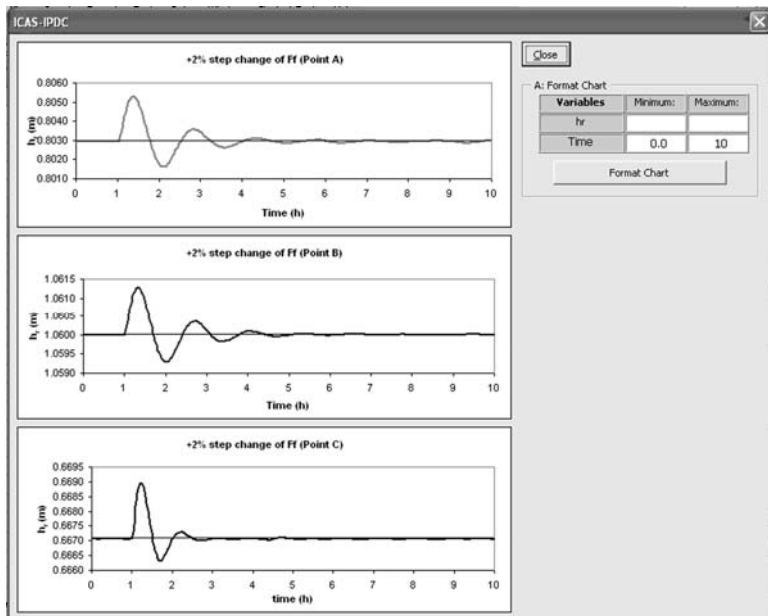 ICAS-IPDC
+2% step change of Ff (Point A)
0.8060
0.8050
0.8040
0.8030
0.8020
0.8010
hr (m)
0 1 2 3 4 5 6 7 8 9 10
Time (h)
+2% step change of Ff (Point B)
1.0615
1.0610
1.0605
1.0600
1.0595
1.0590
hr (m)
0 1 2 3 4 5 6 7 8 9 10
Time (h)
+2% step change of Ff (Point C)
0.6695
0.6690
0.6685
0.6680
0.6675
0.6670
0.6665
0.6660
hr (m)
0 1 2 3 4 5 6 7 8 9 10
time (h)
Close
A: Format Chart
Variables Minimum: Maximum:
hr
Time 0.0 10
Format Chart